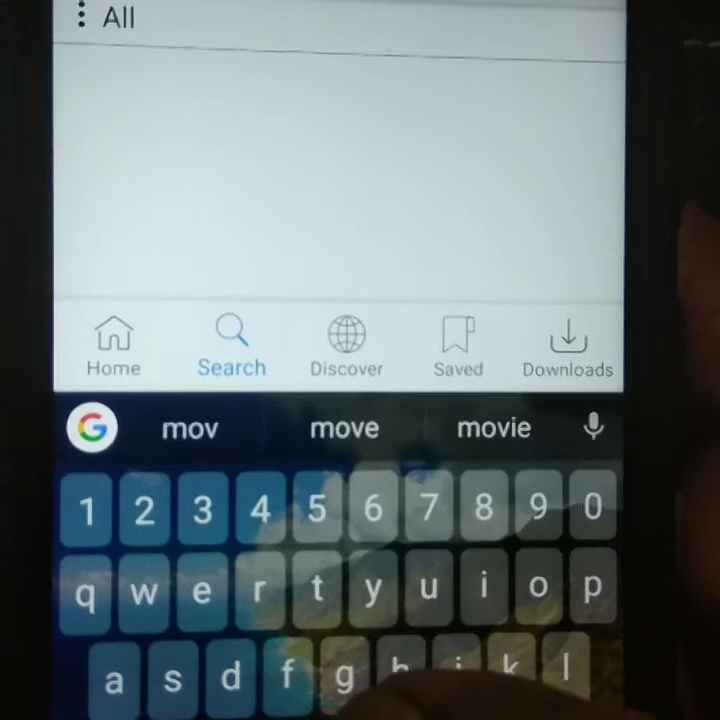 All
Home Search Discover Saved Downloads
mov move movie
1 2 3 4 5 6 7 8 9 0
q w e r t y u i o p
a s d f g h j k l